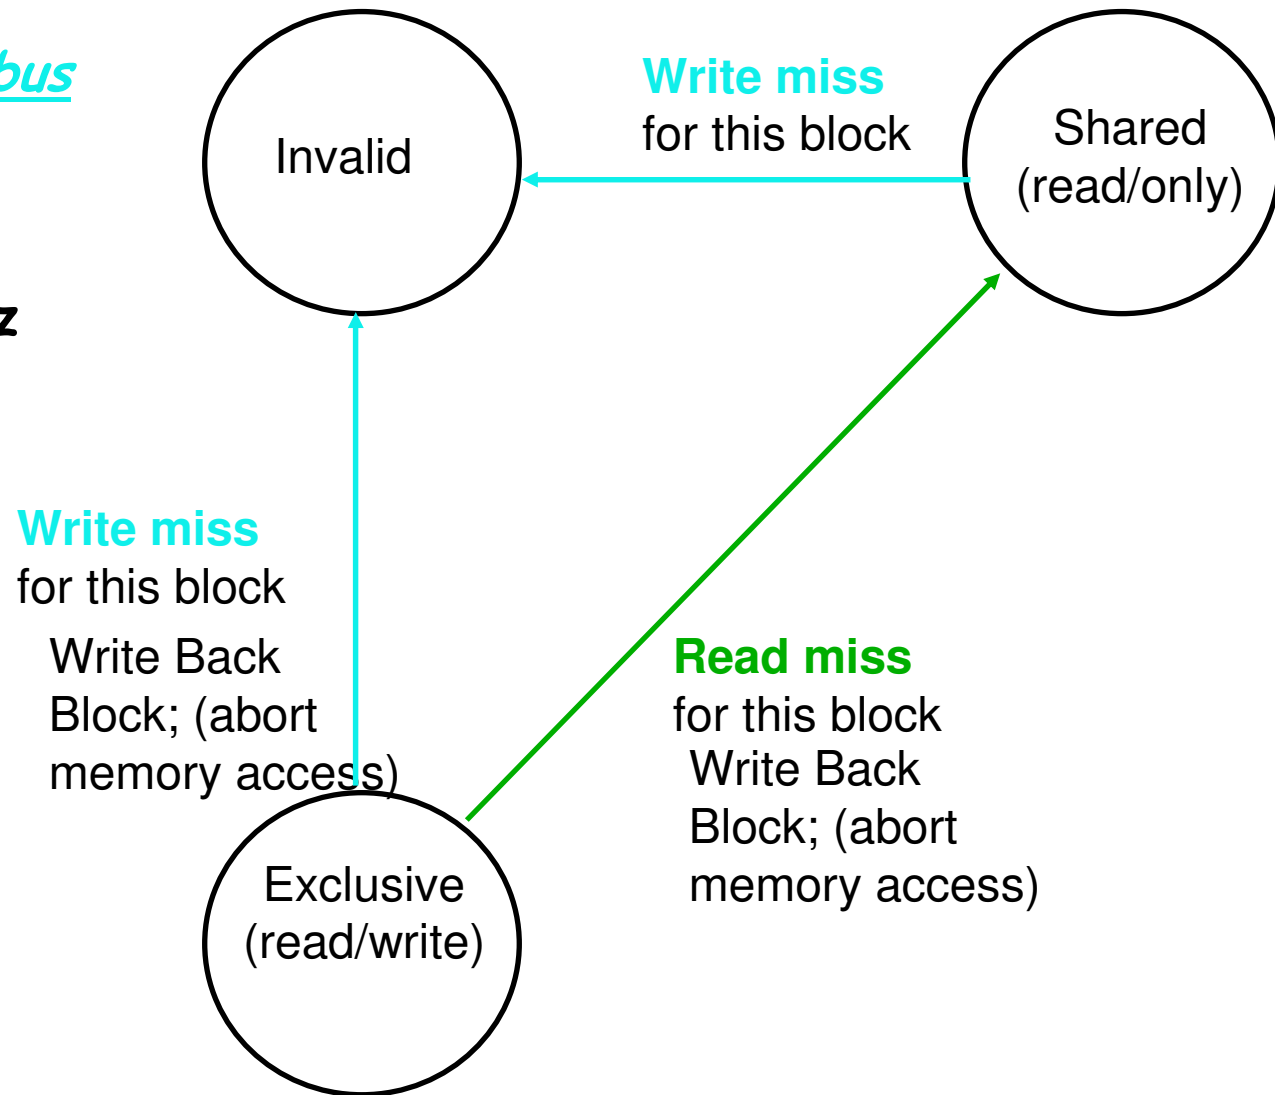 bus
Write miss
for this block
Invalid
Shared
(read/only)
z
Write miss
for this block
Write Back
Block; (abort
memory access)
Read miss
for this block
Write Back
Block; (abort
memory access)
Exclusive
(read/write)